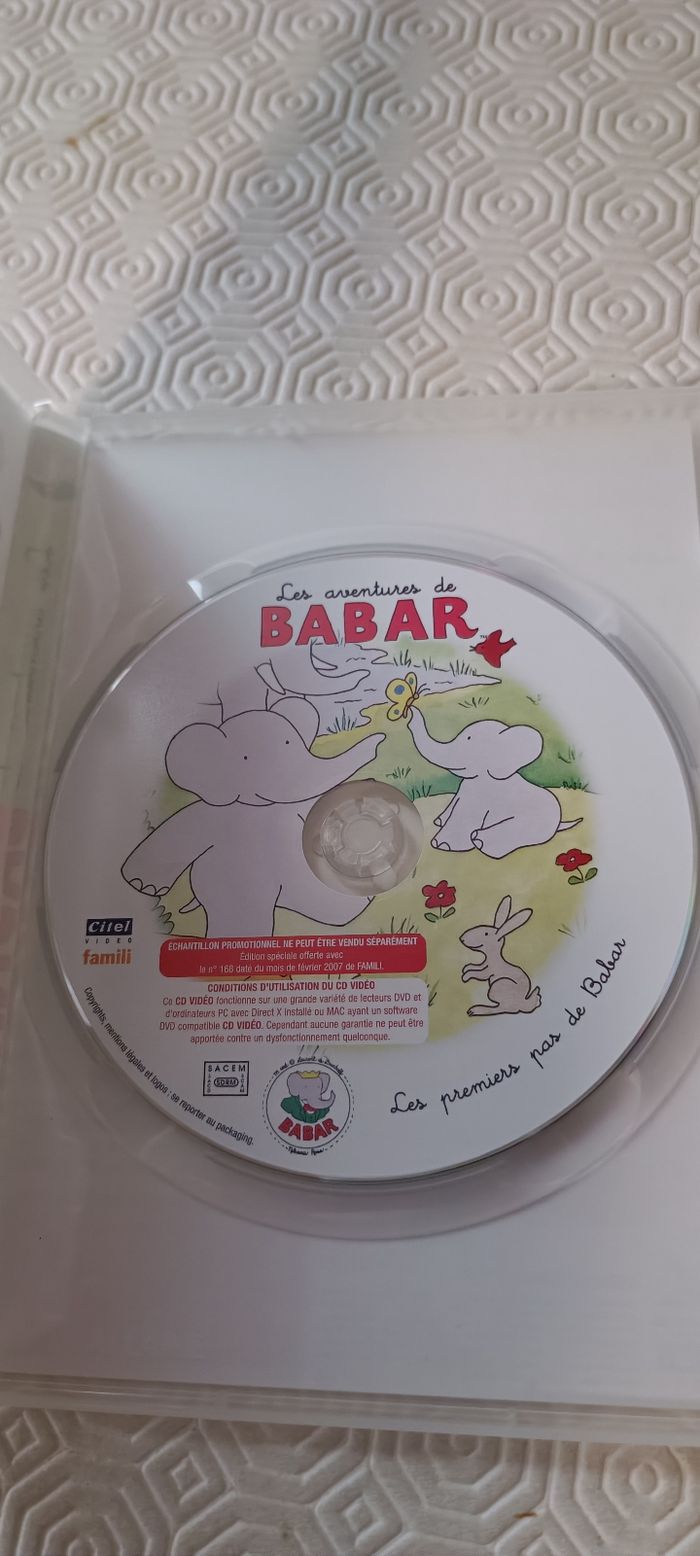 Les aventures de
BABAR
TM
Citel
VIDEO
famili
ÉCHANTILLON PROMOTIONNEL NE PEUT ÊTRE VENDU SÉPARÉMENT
Édition spéciale offerte avec
le n° 168 daté du mois de février 2007 de FAMILI.
CONDITIONS D'UTILISATION DU CD VIDÉO
Ce CD VIDÉO fonctionne sur une grande variété de lecteurs DVD et
d'ordinateurs PC avec Direct X installé ou MAC ayant un software
DVD compatible CD VIDÉO. Cependant aucune garantie ne peut être
apportée contre un dysfonctionnement quelconque.
Copyrights, mentions légales et logos : se reporter au packaging.
SACEM
SDRM
BABAR
Les premiers pas de Babar